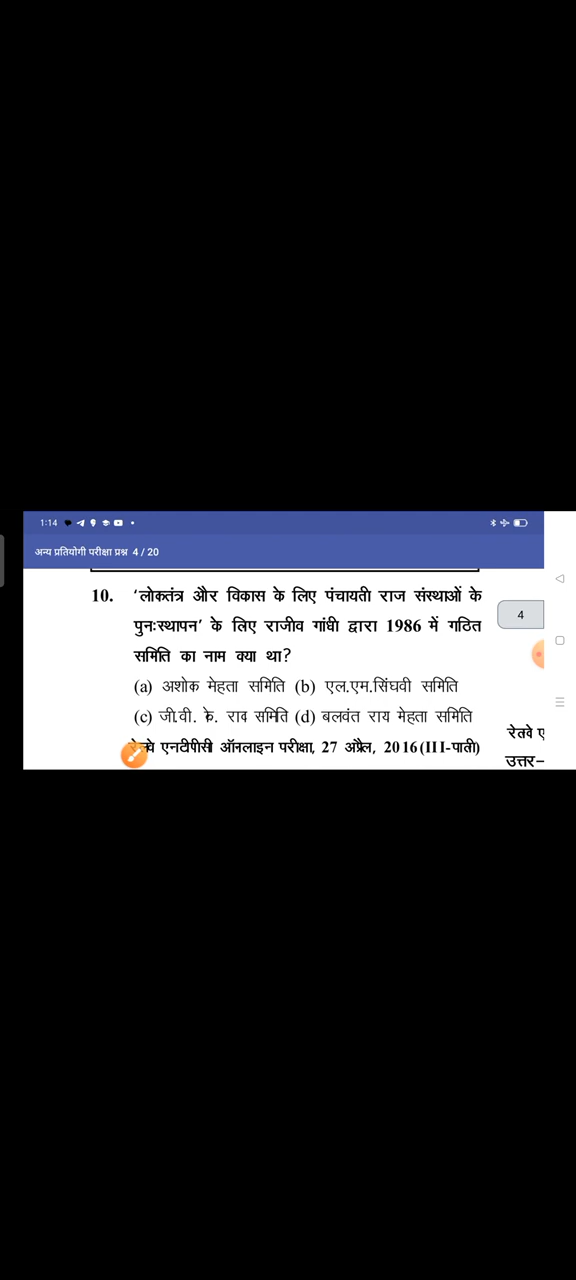 1:14
अन्य प्रतियोगी परीक्षा प्रश्न 4 / 20
10. 'लोकतंत्र और विकास के लिए पंचायती राज संस्थाओं के
पुनःस्थापन' के लिए राजीव गांधी द्वारा 1986 में गठित
समिति का नाम क्या था?
(a) अशोक मेहता समिति (b) एल.एम.सिंघवी समिति
(c) जी.वी. के. राव समिति (d) बलवंत राय मेहता समिति
रेलवे एनटीपीसी ऑनलाइन परीक्षा, 27 अप्रैल, 2016 (III-पाली)
4
रेलवे ए
उत्तर–